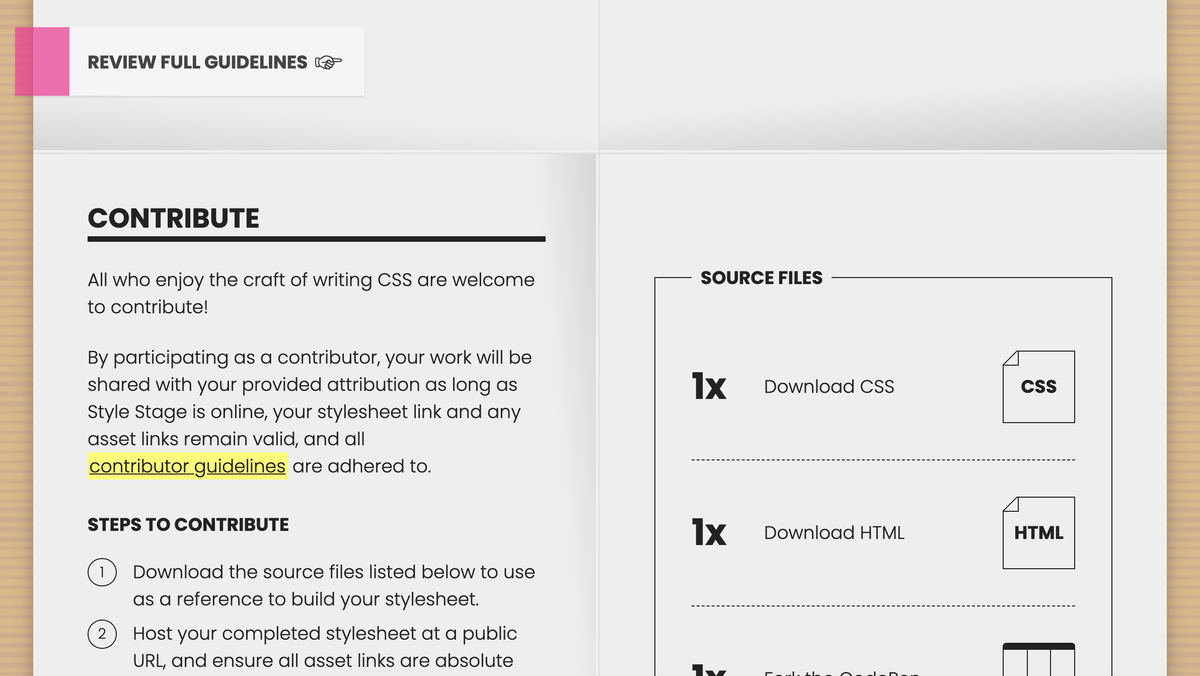 REVIEW FULL GUIDELINES
CONTRIBUTE
All who enjoy the craft of writing CSS are welcome
to contribute!
By participating as a contributor, your work will be
shared with your provided attribution as long as
Style Stage is online, your stylesheet link and any
asset links remain valid, and all
contributor guidelines are adhered to.
STEPS TO CONTRIBUTE
1 Download the source files listed below to use
as a reference to build your stylesheet.
2 Host your completed stylesheet at a public
URL, and ensure all asset links are absolute
SOURCE FILES
1x Download CSS CSS
1x Download HTML HTML
1x Fork the CodePen